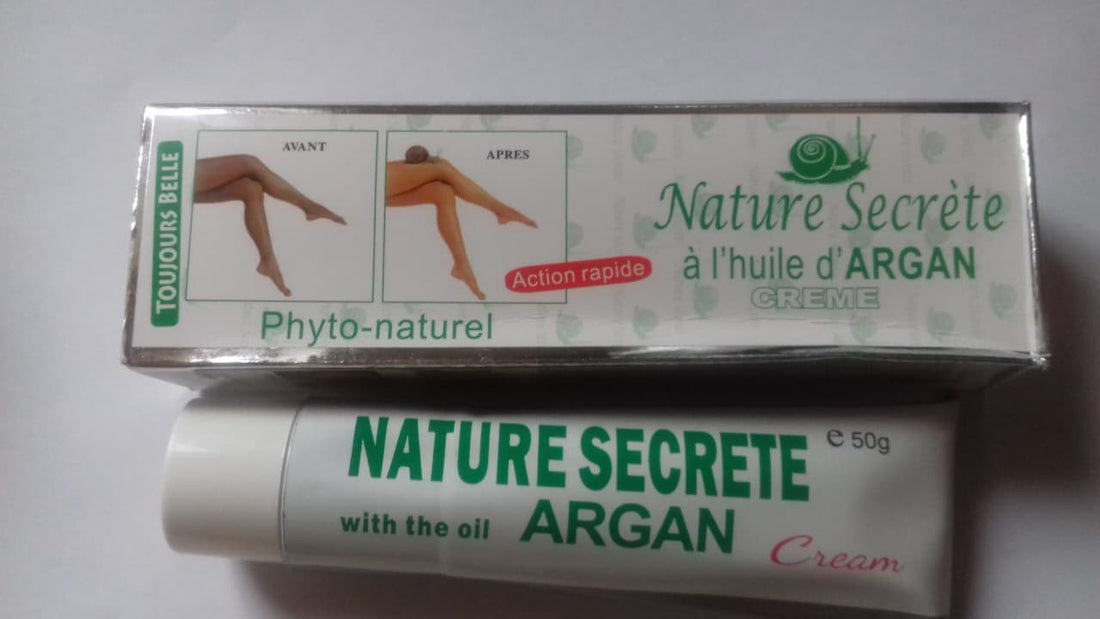 TOUJOURS BELLE
AVANT
APRES
Action rapide
Phyto-naturel
Nature Secrète
à l'huile d'ARGAN
CREME
NATURE SECRETE
e 50g
with the oil ARGAN
Cream